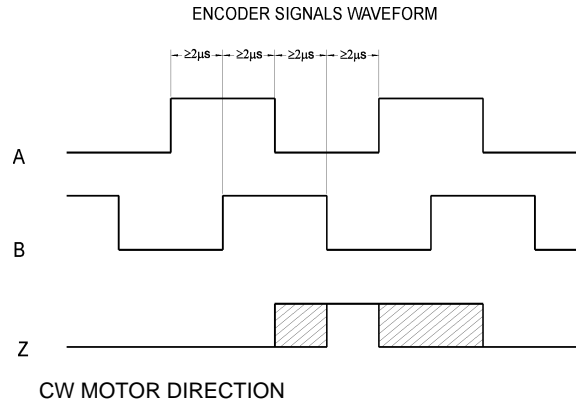 ENCODER SIGNALS WAVEFORM
≥2µs ≥2µs ≥2µs ≥2µs
A
B
Z
CW MOTOR DIRECTION